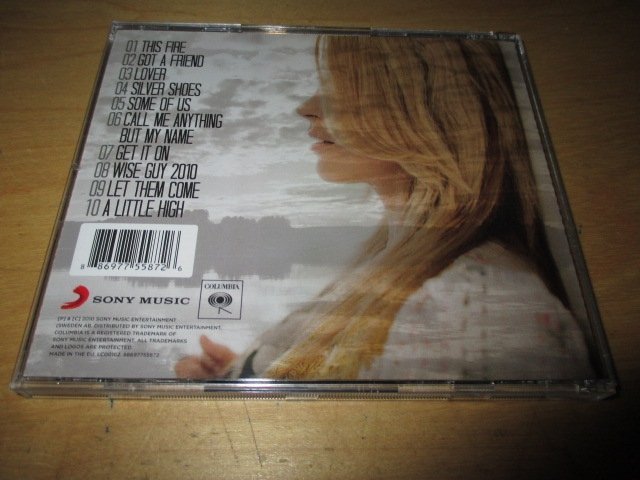 01 THIS FIRE
02 GOT A FRIEND
03 LOVER
04 SILVER SHOES
05 SOME OF US
06 CALL ME ANYTHING
BUT MY NAME
07 GET IT ON
08 WISE GUY 2010
09 LET THEM COME
10 A LITTLE HIGH
8 86977 55872 6
SONY MUSIC
COLUMBIA
[P] & [C] 2010 SONY MUSIC ENTERTAINMENT
(SWEDEN) AB. DISTRIBUTED BY SONY MUSIC ENTERTAINMENT.
COLUMBIA IS A REGISTERED TRADEMARK OF
SONY MUSIC ENTERTAINMENT. ALL TRADEMARKS
AND LOGOS ARE PROTECTED.
MADE IN THE EU. LC00162 88697755872